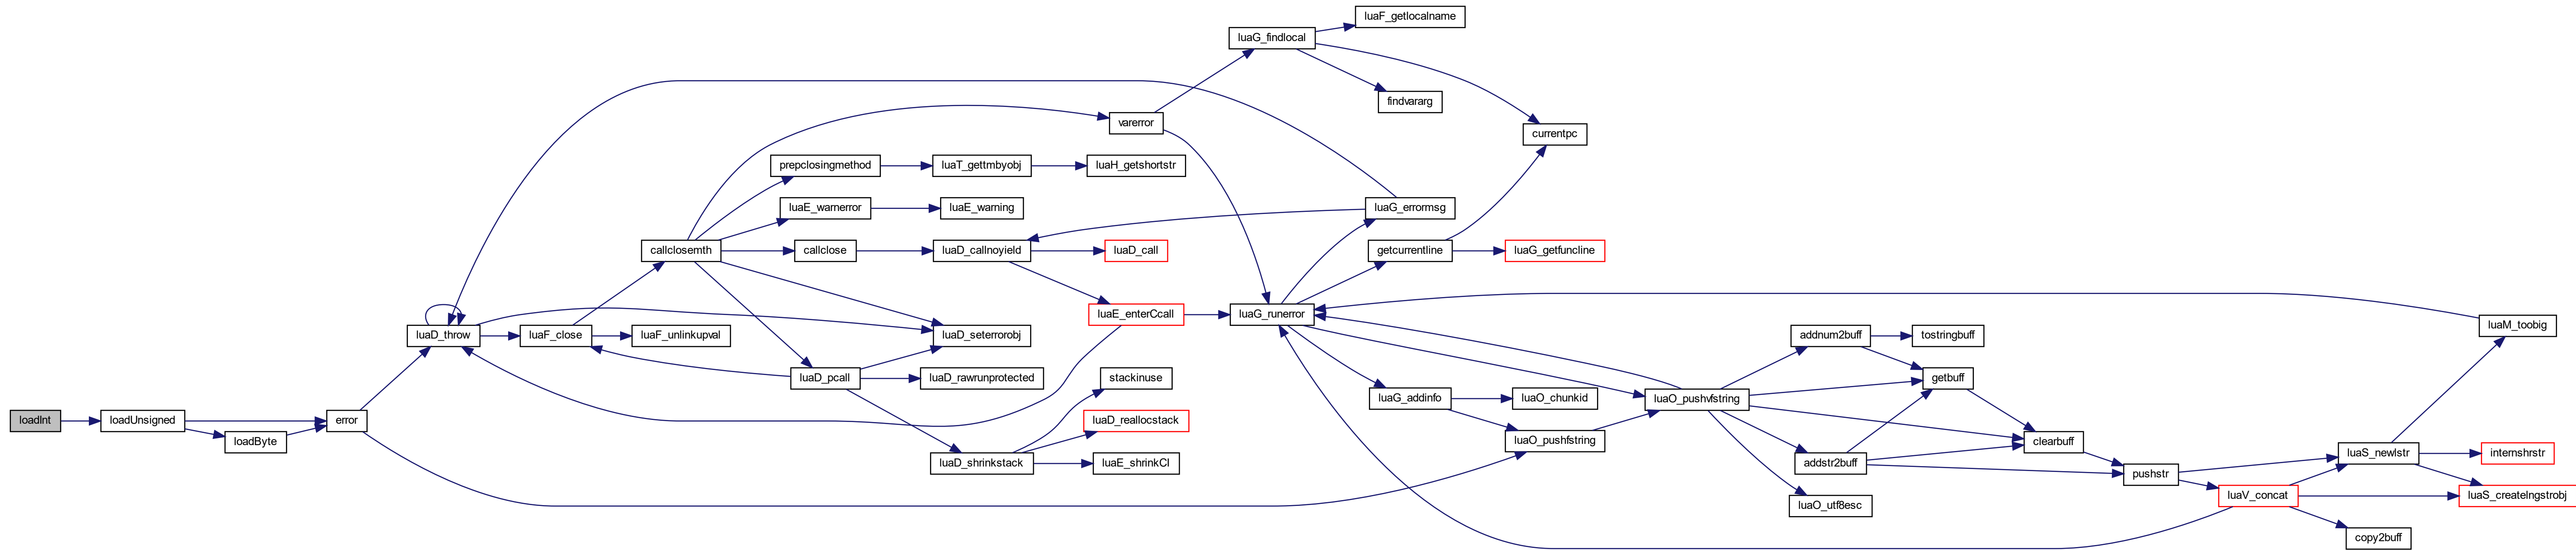 luaF_getlocalname
luaG_findlocal
findvararg
varerror
currentpc
prepclosingmethod
luaT_gettmbyobj
luaH_getshortstr
luaE_warnerror
luaE_warning
luaG_errormsg
callclosemth
callclose
luaD_callnoyield
luaD_call
getcurrentline
luaG_getfuncline
luaE_enterCcall
luaG_runerror
luaM_toobig
luaD_throw
luaF_close
luaF_unlinkupval
luaD_seterrorobj
addnum2buff
tostringbuff
luaD_pcall
luaD_rawrunprotected
stackinuse
getbuff
luaG_addinfo
luaO_chunkid
luaO_pushvfstring
loadInt
loadUnsigned
error
luaD_reallocstack
loadByte
luaO_pushfstring
clearbuff
luaD_shrinkstack
luaE_shrinkCI
addstr2buff
pushstr
luaS_newlstr
internshrstr
luaO_utf8esc
luaV_concat
luaS_createlngstrobj
copy2buff